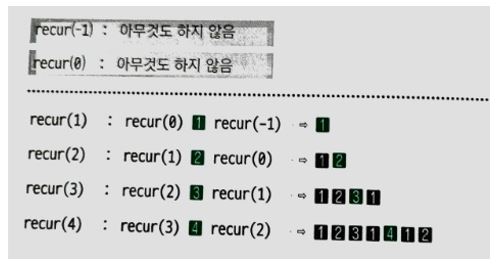 recur(-1) : 아무것도 하지 않음
recur(0) : 아무것도 하지 않음
recur(1) : recur(0) 1 recur(-1) ⇨ 1
recur(2) : recur(1) 2 recur(0) ⇨ 1 2
recur(3) : recur(2) 3 recur(1) ⇨ 1 2 3 1
recur(4) : recur(3) 4 recur(2) ⇨ 1 2 3 1 4 1 2